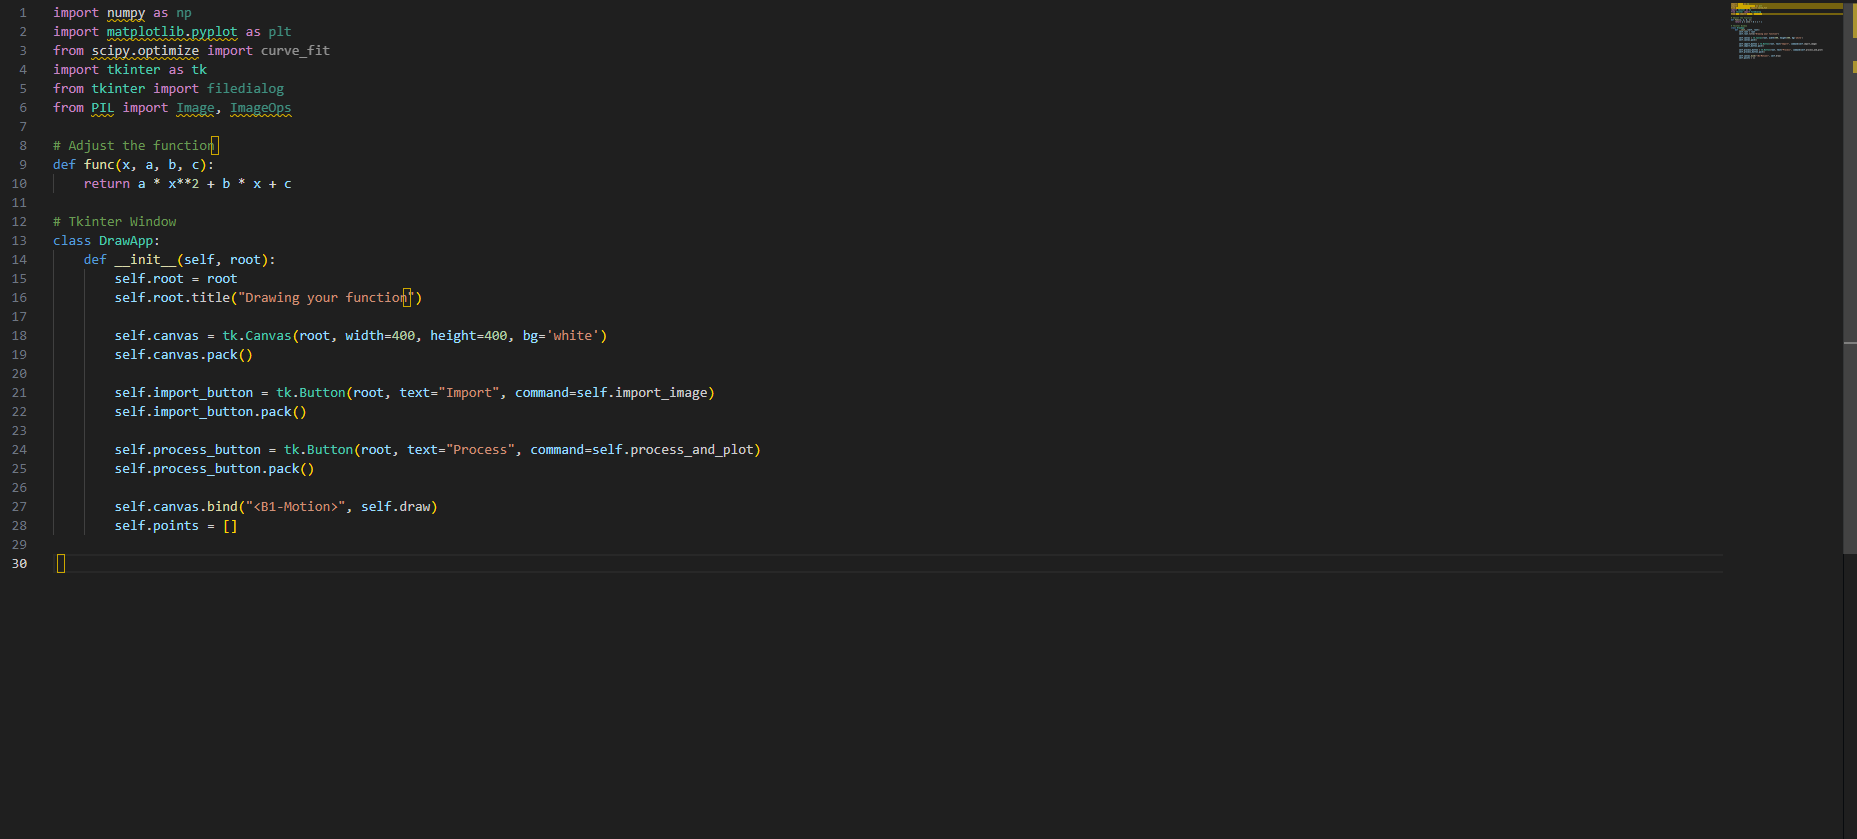 1 import numpy as np
2 import matplotlib.pyplot as plt
3 from scipy.optimize import curve_fit
4 import tkinter as tk
5 from tkinter import filedialog
6 from PIL import Image, ImageOps
7
8 # Adjust the function
9 def func(x, a, b, c):
10     return a * x**2 + b * x + c
11
12 # Tkinter Window
13 class DrawApp:
14     def __init__(self, root):
15         self.root = root
16         self.root.title("Drawing your function")
17
18         self.canvas = tk.Canvas(root, width=400, height=400, bg='white')
19         self.canvas.pack()
20
21         self.import_button = tk.Button(root, text="Import", command=self.import_image)
22         self.import_button.pack()
23
24         self.process_button = tk.Button(root, text="Process", command=self.process_and_plot)
25         self.process_button.pack()
26
27         self.canvas.bind("<B1-Motion>", self.draw)
28         self.points = []
29
30